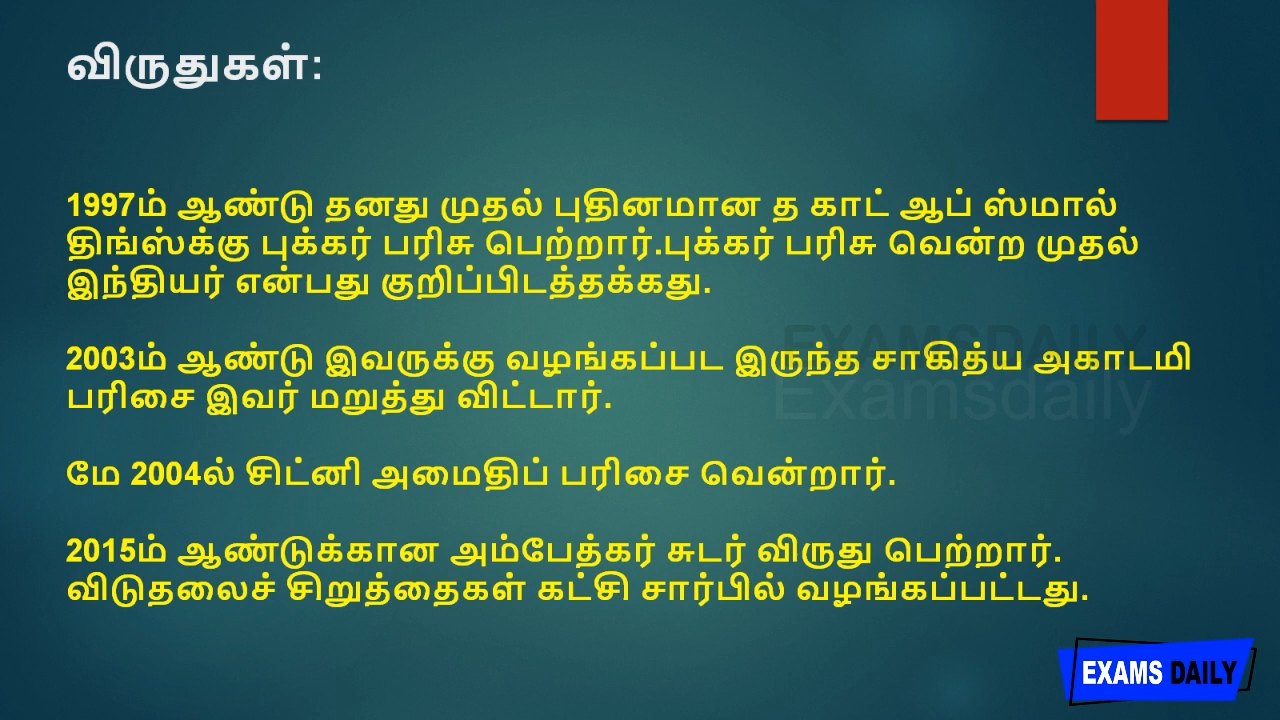 விருதுகள்:
1997ம் ஆண்டு தனது முதல் புதினமான த காட் ஆப் ஸ்மால்
திங்ஸ்க்கு புக்கர் பரிசு பெற்றார்.புக்கர் பரிசு வென்ற முதல்
இந்தியர் என்பது குறிப்பிடத்தக்கது.
2003ம் ஆண்டு இவருக்கு வழங்கப்பட இருந்த சாகித்ய அகாடமி
பரிசை இவர் மறுத்து விட்டார்.
மே 2004ல் சிட்னி அமைதிப் பரிசை வென்றார்.
2015ம் ஆண்டுக்கான அம்பேத்கர் சுடர் விருது பெற்றார்.
விடுதலைச் சிறுத்தைகள் கட்சி சார்பில் வழங்கப்பட்டது.
EXAMSDAILY
Examsdaily
EXAMS DAILY